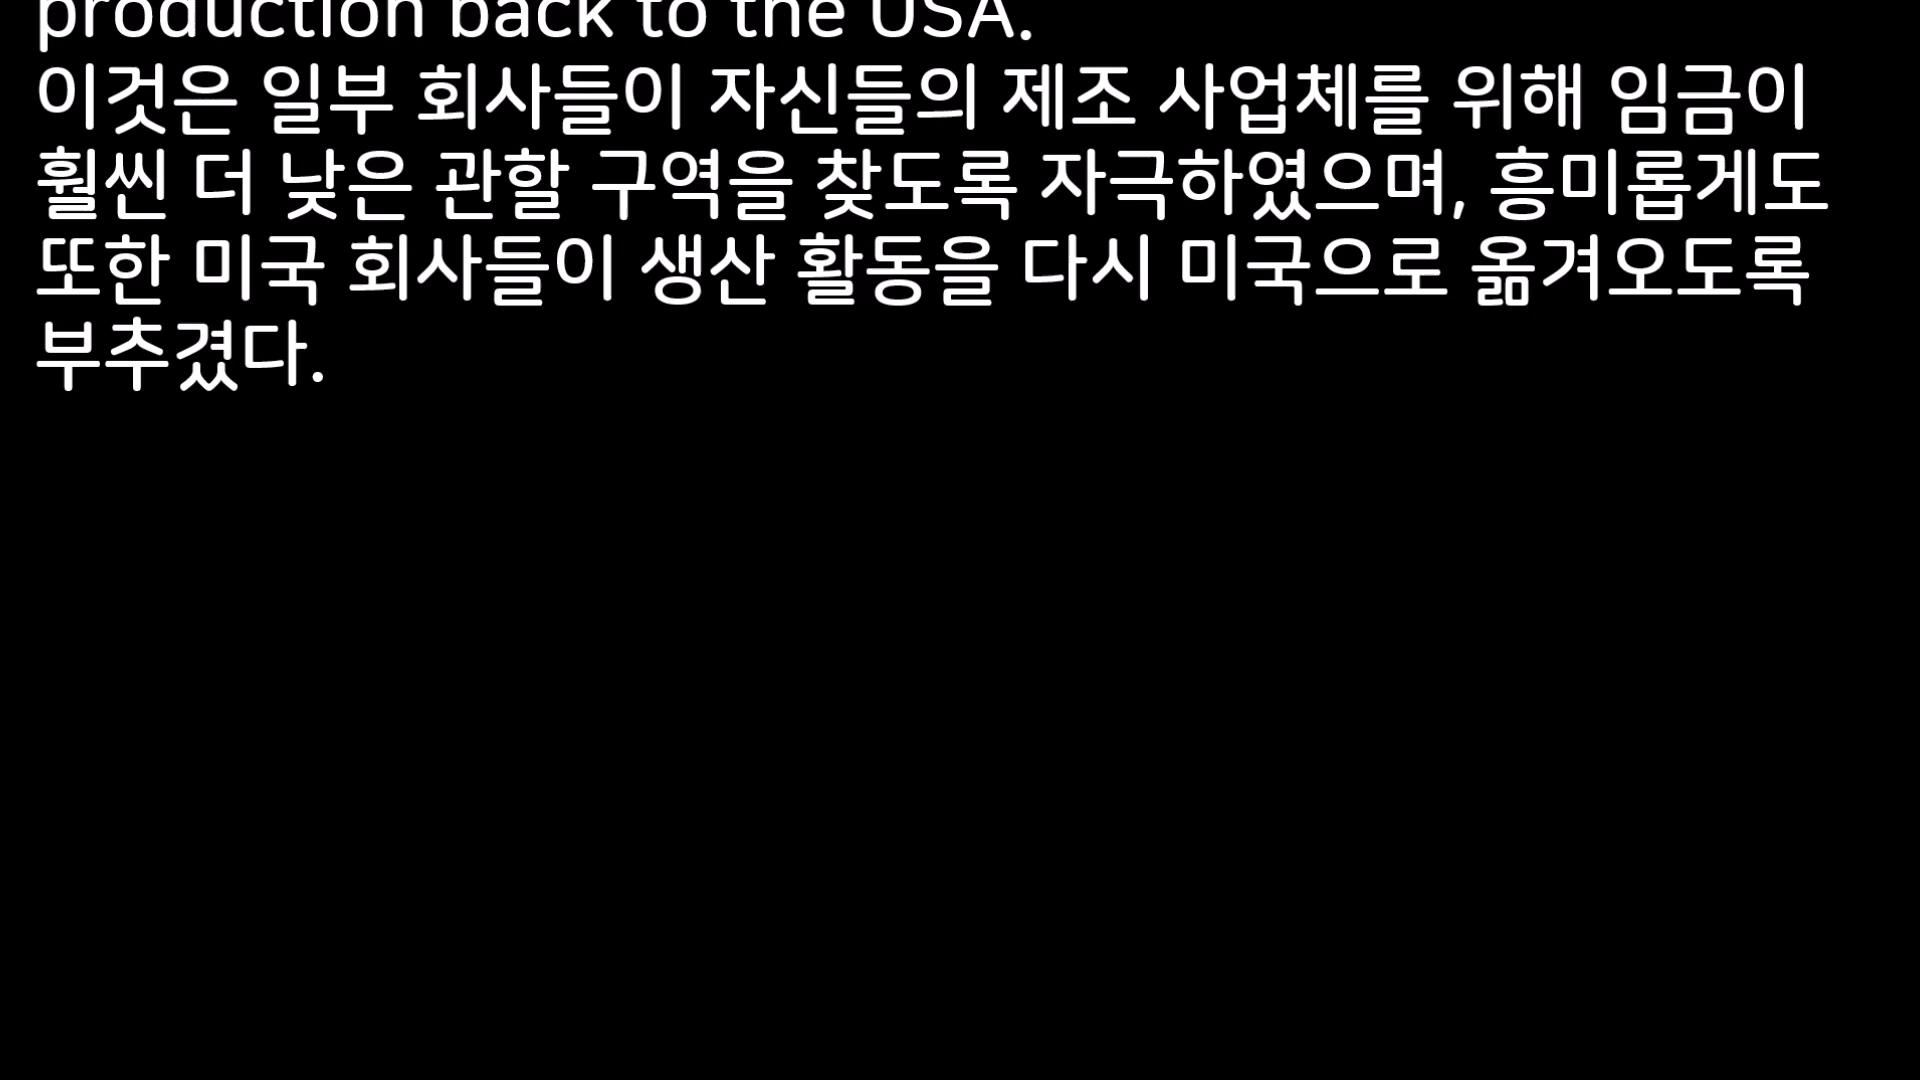 production back to the USA.
이것은 일부 회사들이 자신들의 제조 사업체를 위해 임금이
훨씬 더 낮은 관할 구역을 찾도록 자극하였으며, 흥미롭게도
또한 미국 회사들이 생산 활동을 다시 미국으로 옮겨오도록
부추겼다.